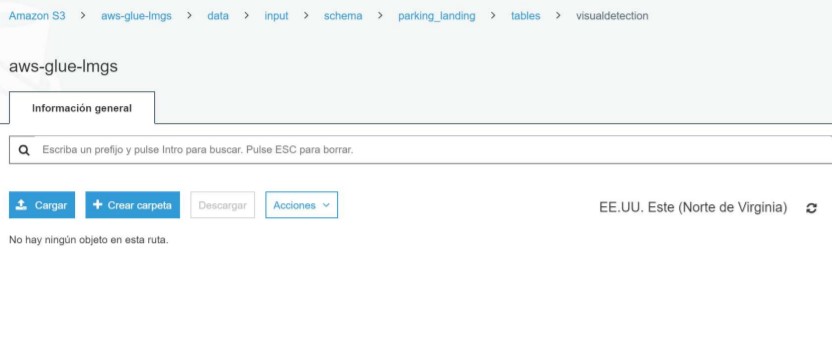 Amazon S3 > aws-glue-lmgs > data > input > schema > parking_landing > tables > visualdetection
aws-glue-lmgs
Información general
Escriba un prefijo y pulse Intro para buscar. Pulse ESC para borrar.
Cargar + Crear carpeta Descargar Acciones EE.UU. Este (Norte de Virginia)
No hay ningún objeto en esta ruta.